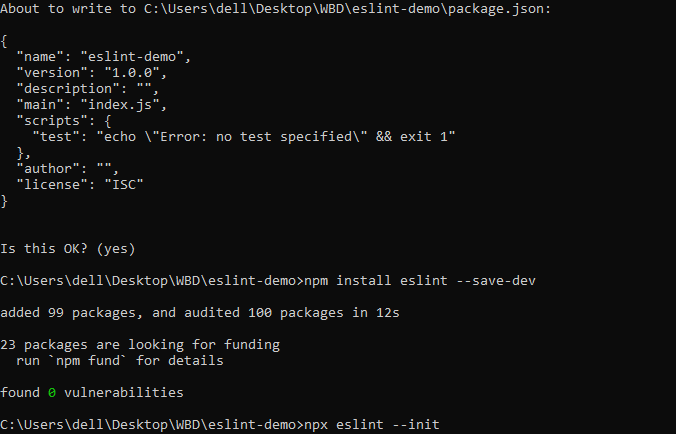 About to write to C:\Users\dell\Desktop\WBD\eslint-demo\package.json:

{
  "name": "eslint-demo",
  "version": "1.0.0",
  "description": "",
  "main": "index.js",
  "scripts": {
    "test": "echo \"Error: no test specified\" && exit 1"
  },
  "author": "",
  "license": "ISC"
}

Is this OK? (yes)

C:\Users\dell\Desktop\WBD\eslint-demo>npm install eslint --save-dev

added 99 packages, and audited 100 packages in 12s

23 packages are looking for funding
  run `npm fund` for details

found 0 vulnerabilities

C:\Users\dell\Desktop\WBD\eslint-demo>npx eslint --init